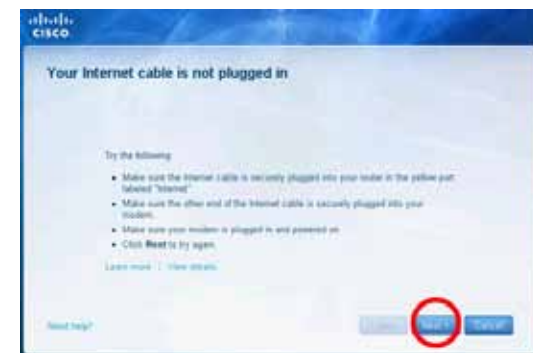 CISCO
Your Internet cable is not plugged in
Try the following:
Make sure the Internet cable is securely plugged into your router in the yellow port
labeled "Internet"
Make sure the other end of the Internet cable is securely plugged into your
modem.
Make sure your modem is plugged in and powered on
Click Next to try again.
Learn more | View details
Need help?
Next
Cancel